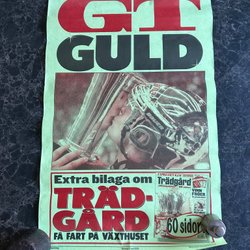 GT
GULD
Extra bilaga om
TRÄD-
GÅRD
FÅ FART PÅ VÄXTHUSET
Trädgård
60 sidor